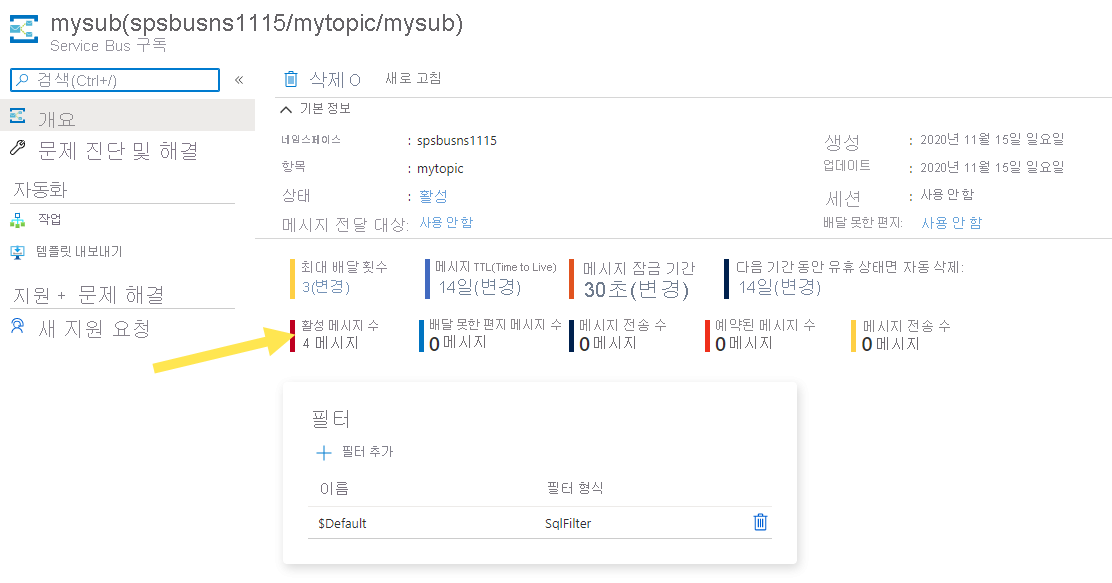 mysub(spsbusns1115/mytopic/mysub)
Service Bus 구독
검색(Ctrl+/)
«
삭제
새로 고침
개요
문제 진단 및 해결
자동화
작업
템플릿 내보내기
지원 + 문제 해결
새 지원 요청
기본 정보
네임스페이스 : spsbusns1115
생성 : 2020년 11월 15일 일요일
항목 : mytopic
업데이트 : 2020년 11월 15일 일요일
상태 : 활성
세션 : 사용 안 함
메시지 전달 대상: 사용 안 함
배달 못한 편지: 사용 안 함
최대 배달 횟수
3(변경)
메시지 TTL(Time to Live)
14일(변경)
메시지 잠금 기간
30초(변경)
다음 기간 동안 유휴 상태면 자동 삭제:
14일(변경)
활성 메시지 수
4 메시지
배달 못한 편지 메시지 수
0 메시지
메시지 전송 수
0 메시지
예약된 메시지 수
0 메시지
메시지 전송 수
0 메시지
필터
필터 추가
이름 필터 형식
$Default SqlFilter